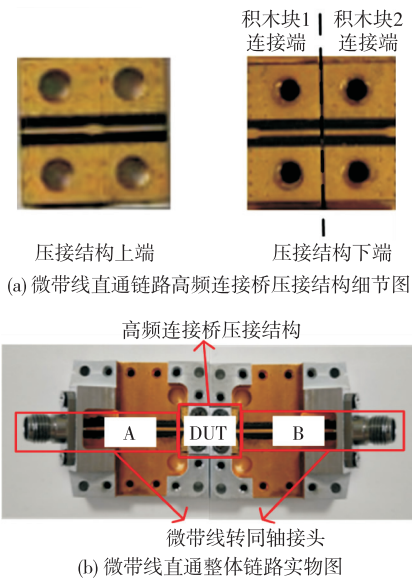 积木块1
连接端
积木块2
连接端
压接结构上端
压接结构下端
(a) 微带线直通链路高频连接桥压接结构细节图
高频连接桥压接结构
A
DUT
B
微带线转同轴接头
(b) 微带线直通整体链路实物图